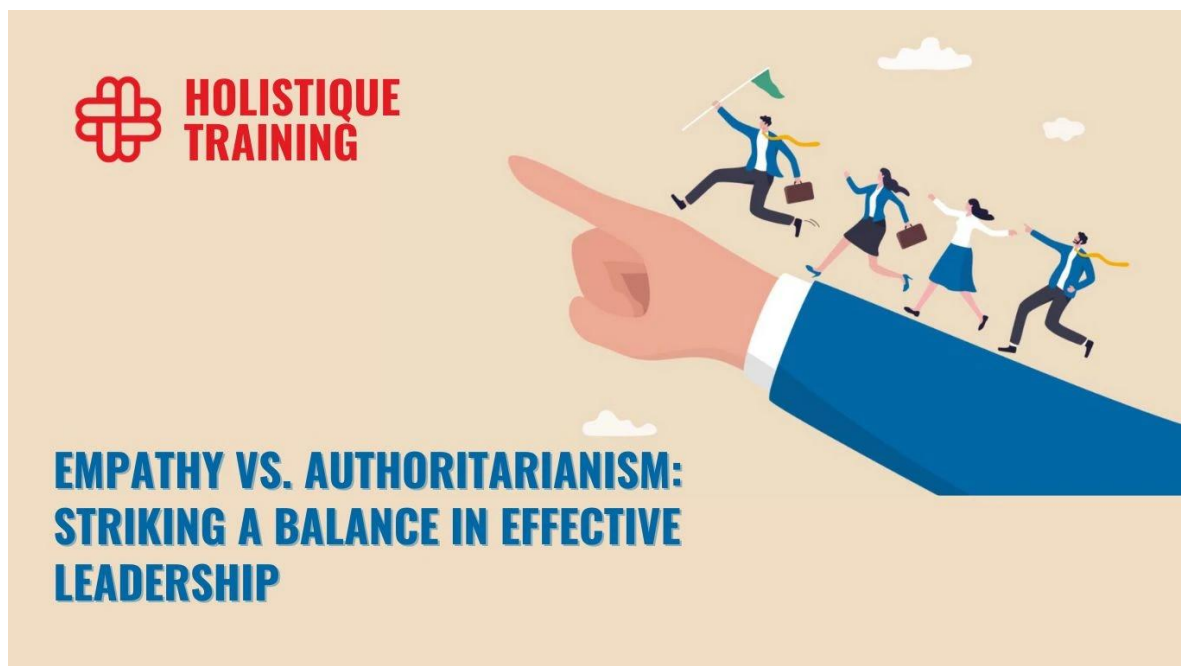 HOLISTIQUE
TRAINING
EMPATHY VS. AUTHORITARIANISM:
STRIKING A BALANCE IN EFFECTIVE
LEADERSHIP